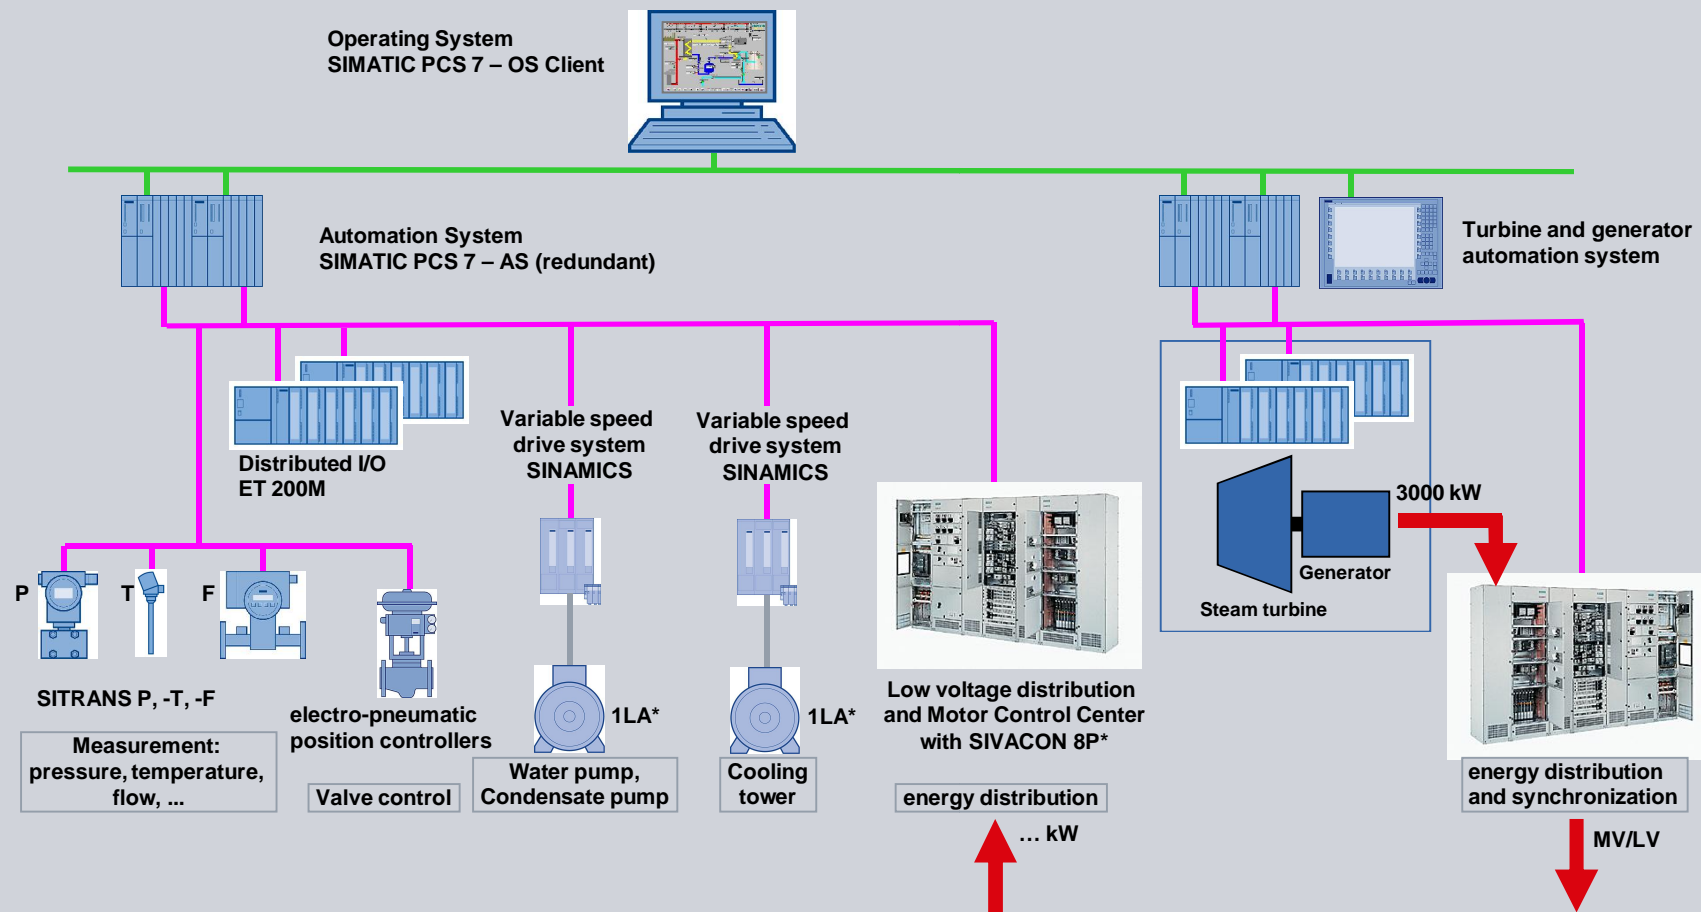 Operating System
SIMATIC PCS 7 – OS Client
Automation System
SIMATIC PCS 7 – AS (redundant)
Turbine and generator
automation system
Variable speed
drive system
SINAMICS
Variable speed
drive system
SINAMICS
Distributed I/O
ET 200M
3000 kW
Generator
Steam turbine
P
T
F
SITRANS P, -T, -F
electro-pneumatic
position controllers
1LA*
1LA*
Low voltage distribution
and Motor Control Center
with SIVACON 8P*
Measurement:
pressure, temperature,
flow, ...
Valve control
Water pump,
Condensate pump
Cooling
tower
energy distribution
energy distribution
and synchronization
... kW
MV/LV